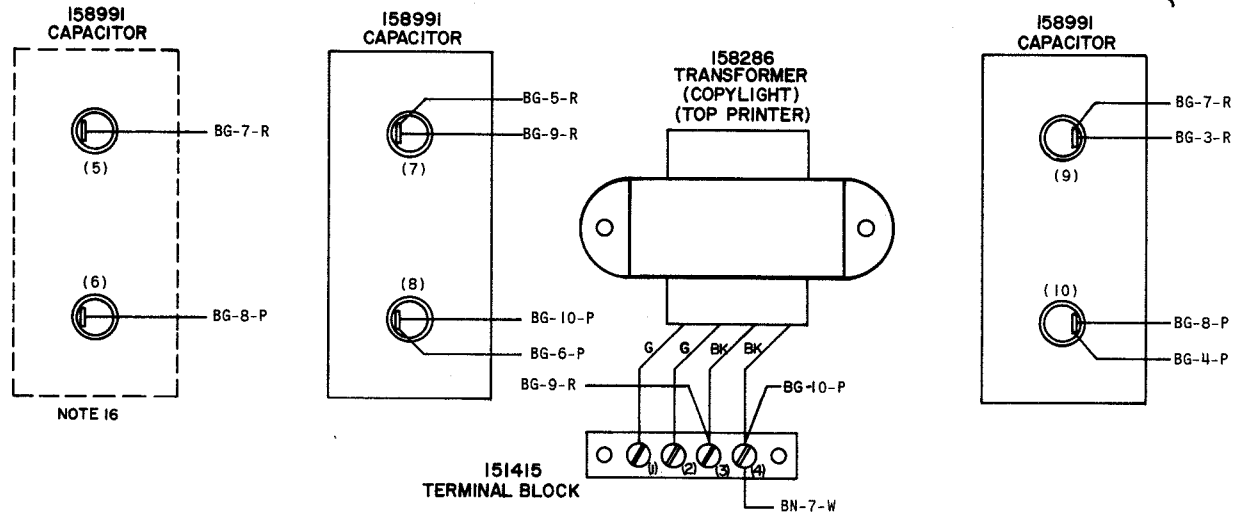 158991
CAPACITOR
BG-7-R
(5)
(6)
BG-8-P
NOTE 16
158991
CAPACITOR
BG-5-R
BG-9-R
(7)
(8)
BG-10-P
BG-6-P
158286
TRANSFORMER
(COPYLIGHT)
(TOP PRINTER)
G
G
BK
BK
BG-9-R
BG-10-P
(1)
(2)
(3)
(4)
151415
TERMINAL BLOCK
BN-7-W
158991
CAPACITOR
BG-7-R
BG-3-R
(9)
(10)
BG-8-P
BG-4-P